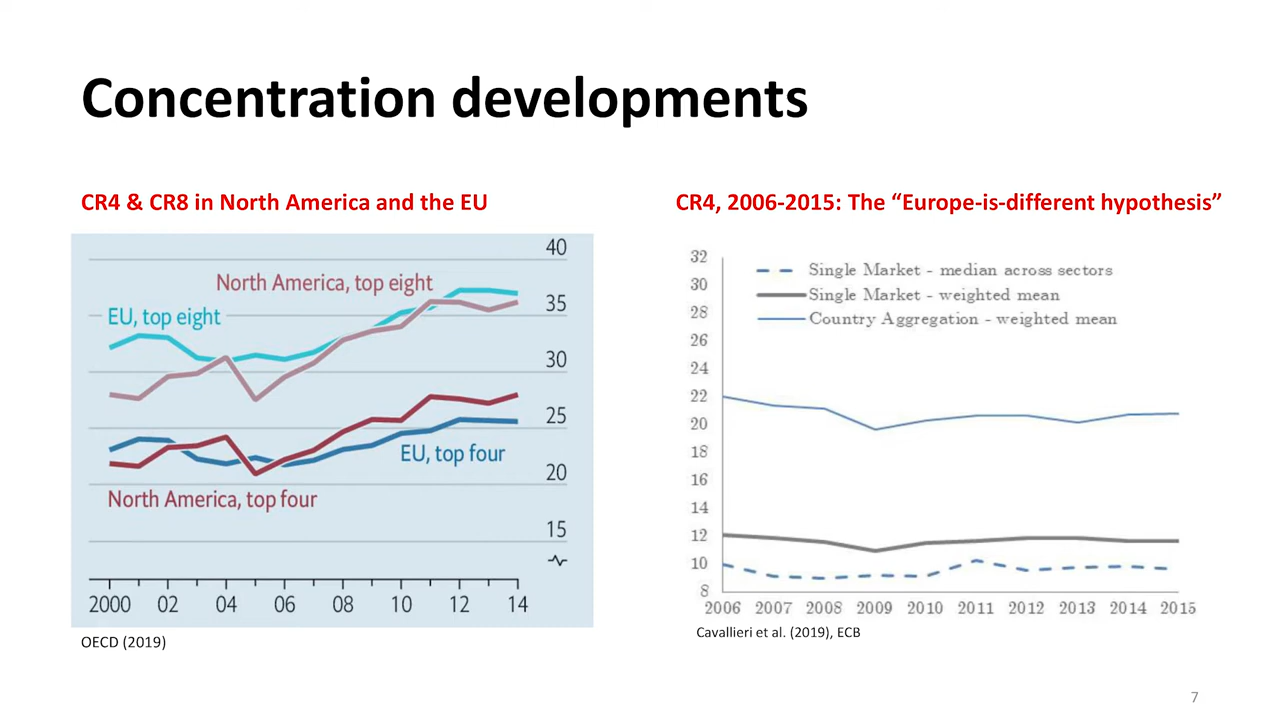 Concentration developments
CR4 & CR8 in North America and the EU
40
North America, top eight
35
EU, top eight
30
25
EU, top four
20
North America, top four
15
2000 02 04 06 08 10 12 14
OECD (2019)
CR4, 2006-2015: The “Europe-is-different hypothesis”
32
Single Market - median across sectors
30
Single Market - weighted mean
28
Country Aggregation - weighted mean
26
24
22
20
18
16
14
12
10
8
2006 2007 2008 2009 2010 2011 2012 2013 2014 2015
Cavallieri et al. (2019), ECB
7